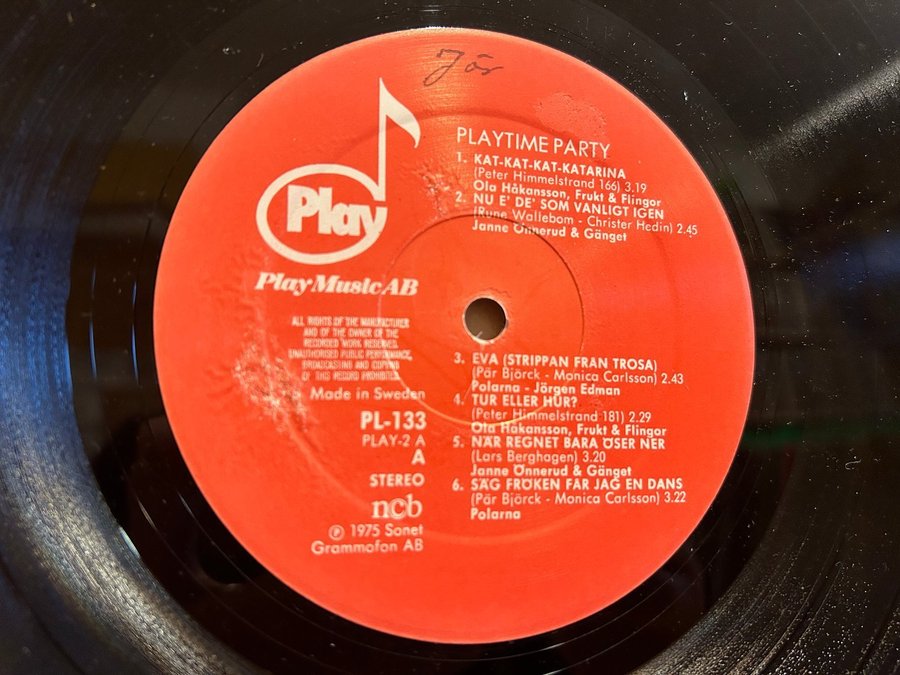 Jör
Play
Play Music AB
ALL RIGHTS OF THE MANUFACTURER
AND OF THE OWNER OF THE
RECORDED WORK RESERVED.
UNAUTHORISED PUBLIC PERFORMANCE,
BROADCASTING AND COPYING
OF THIS RECORD PROHIBITED.
Made in Sweden
PL-133
PLAY-2 A
A
STEREO
ncb
Ⓟ 1975 Sonet
Grammofon AB
PLAYTIME PARTY
1. KAT-KAT-KAT-KATARINA
(Peter Himmelstrand 166) 3.19
Ola Håkansson, Frukt & Flingor
2. NU E' DE' SOM VANLIGT IGEN
(Rune Wallebom - Christer Hedin) 2.45
Janne Önnerud & Gänget
3. EVA (STRIPPAN FRAN TROSA)
(Pär Björck - Monica Carlsson) 2.43
Polarna - Jörgen Edman
4. TUR ELLER HUR?
(Peter Himmelstrand 181) 2.29
Ola Håkansson, Frukt & Flingor
5. NÄR REGNET BARA ÖSER NER
(Lars Berghagen) 3.20
Janne Önnerud & Gänget
6. SÄG FRÖKEN FÅR JAG EN DANS
(Pär Björck - Monica Carlsson) 3.22
Polarna